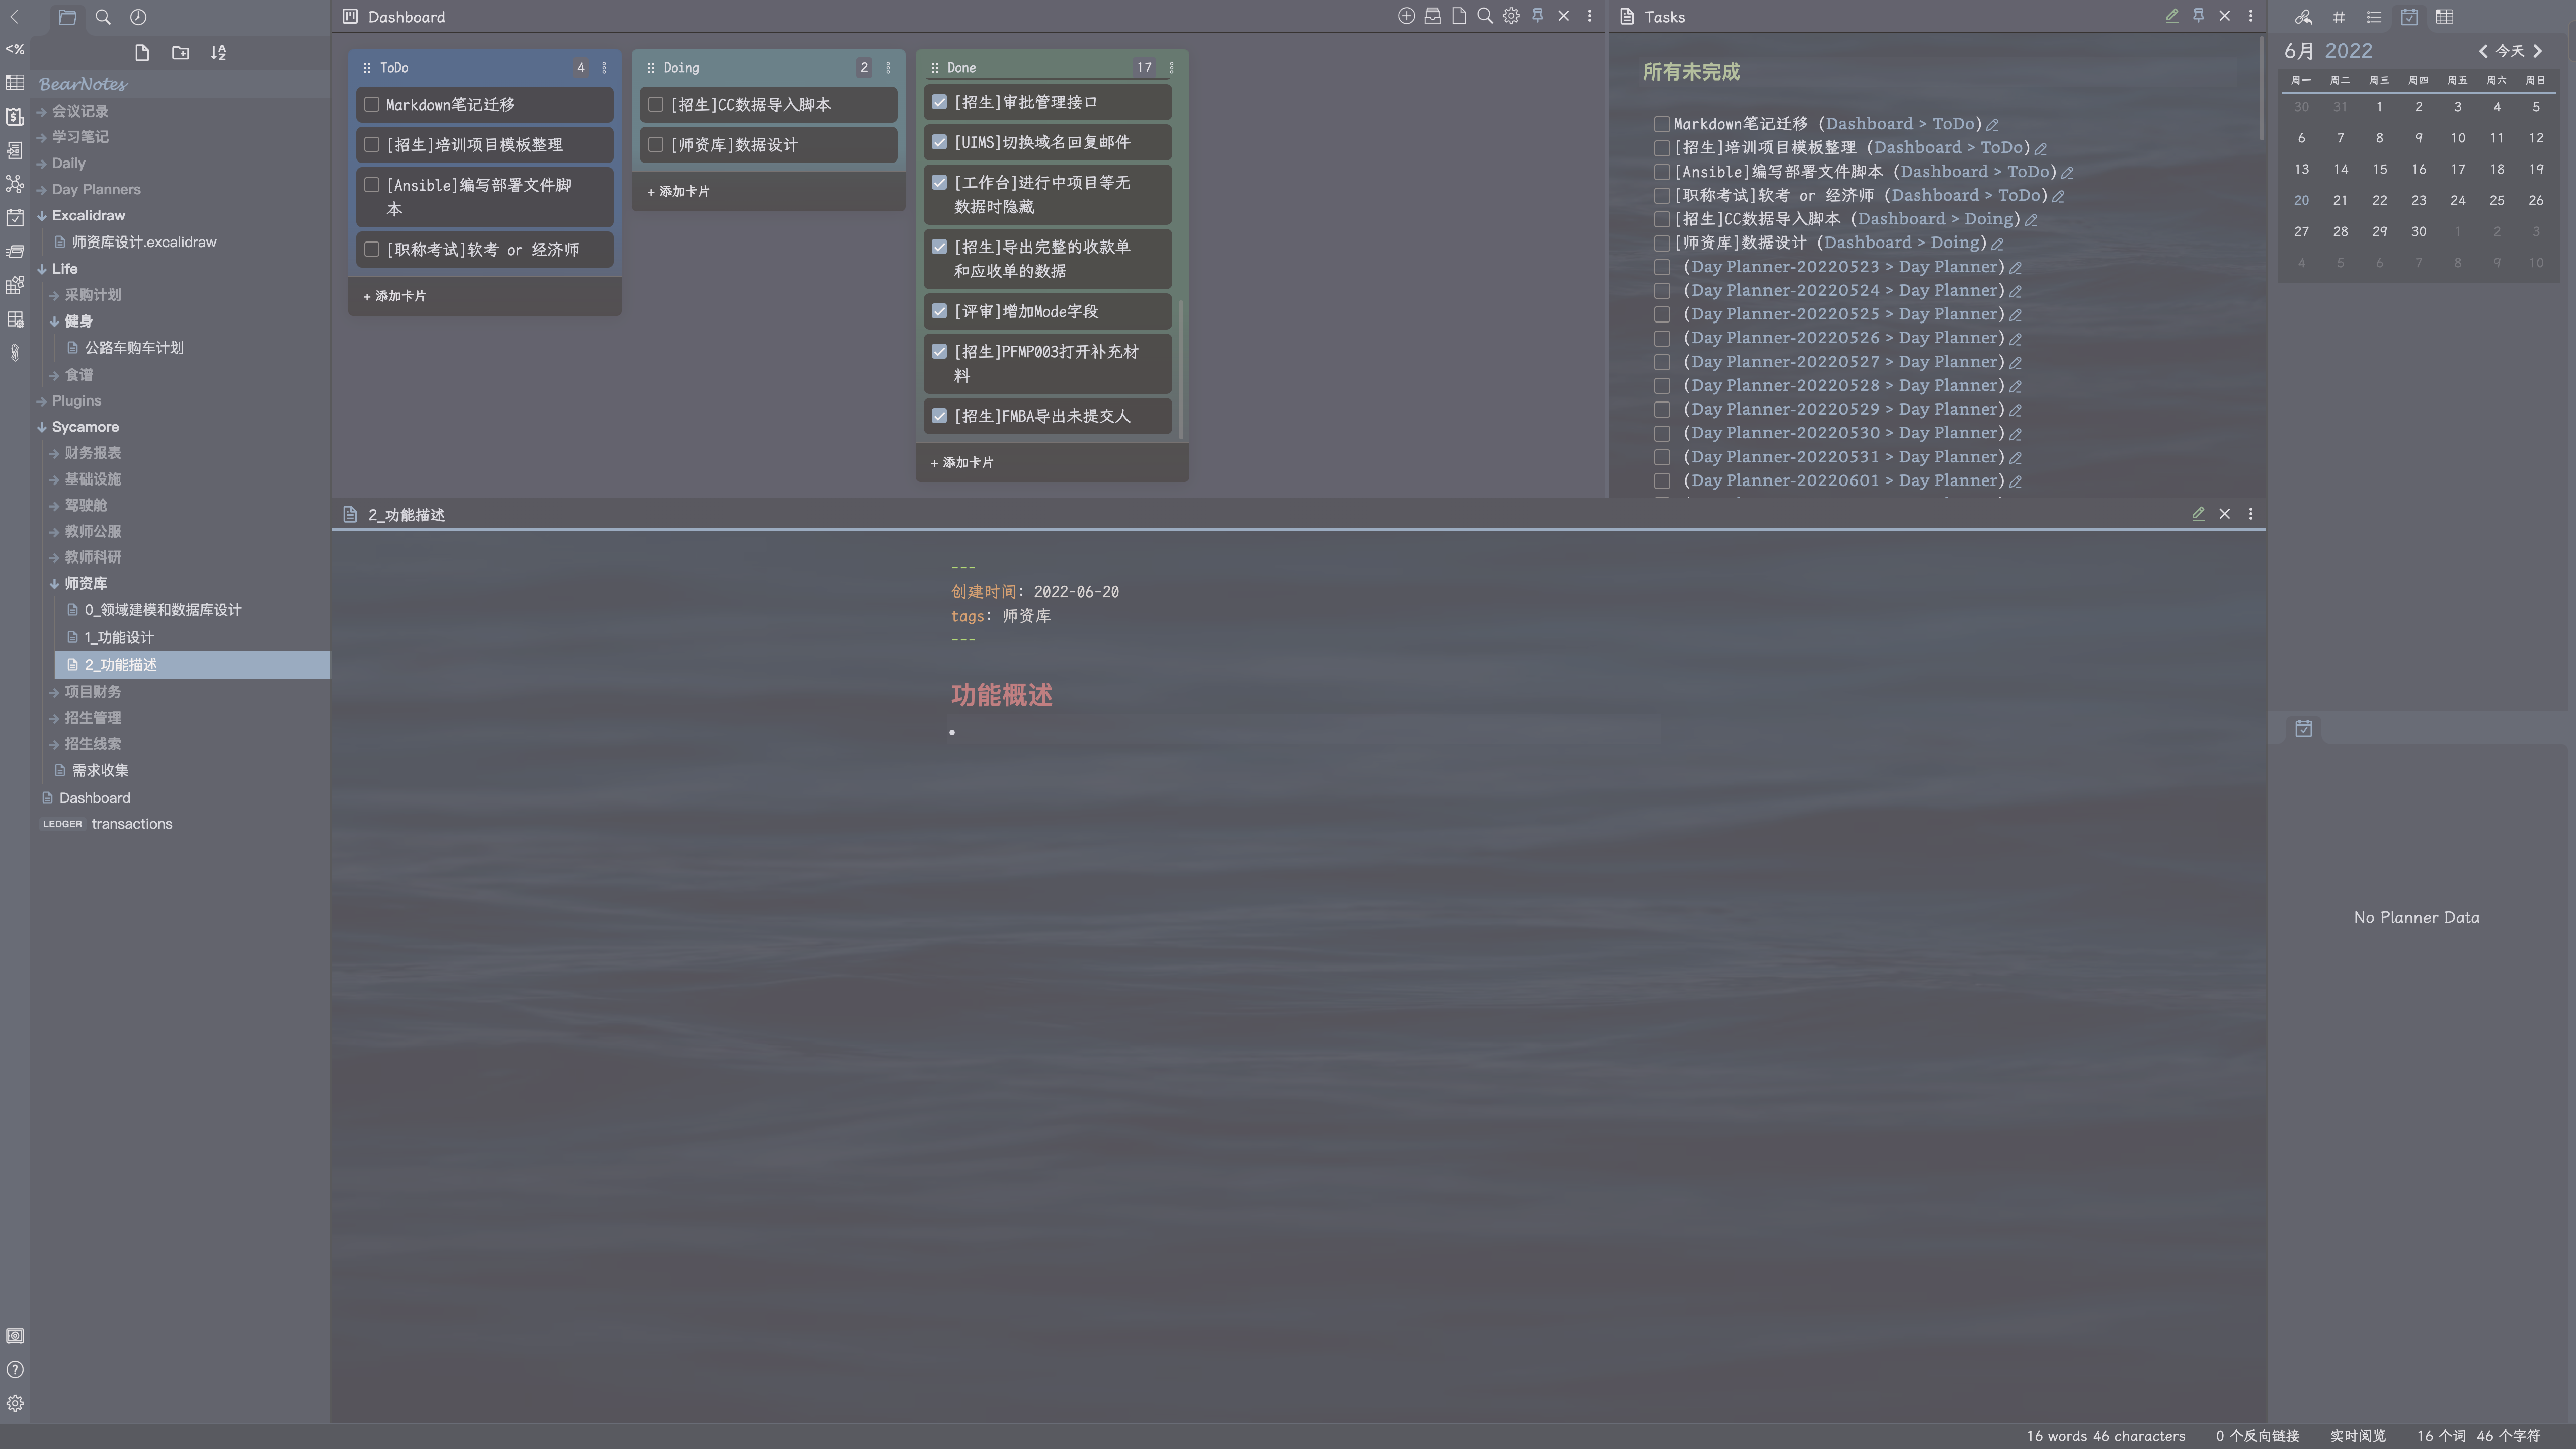 <%
BearNotes
会议记录
学习笔记
Daily
Day Planners
Excalidraw
师资库设计.excalidraw
Life
采购计划
健身
公路车购车计划
食谱
Plugins
Sycamore
财务报表
基础设施
驾驶舱
教师公服
教师科研
师资库
0_领域建模和数据库设计
1_功能设计
2_功能描述
项目财务
招生管理
招生线索
需求收集
Dashboard
LEDGER transactions
Dashboard
ToDo 4
Markdown笔记迁移
[招生]培训项目模板整理
[Ansible]编写部署文件脚
本
[职称考试]软考 or 经济师
+ 添加卡片
Doing 2
[招生]CC数据导入脚本
[师资库]数据设计
+ 添加卡片
Done 17
[招生]审批管理接口
[UIMS]切换域名回复邮件
[工作台]进行中项目等无
数据时隐藏
[招生]导出完整的收款单
和应收单的数据
[评审]增加Mode字段
[招生]PFMP003打开补充材
料
[招生]FMBA导出未提交人
+ 添加卡片
Tasks
所有未完成
Markdown笔记迁移 (Dashboard > ToDo)
[招生]培训项目模板整理 (Dashboard > ToDo)
[Ansible]编写部署文件脚本 (Dashboard > ToDo)
[职称考试]软考 or 经济师 (Dashboard > ToDo)
[招生]CC数据导入脚本 (Dashboard > Doing)
[师资库]数据设计 (Dashboard > Doing)
(Day Planner-20220523 > Day Planner)
(Day Planner-20220524 > Day Planner)
(Day Planner-20220525 > Day Planner)
(Day Planner-20220526 > Day Planner)
(Day Planner-20220527 > Day Planner)
(Day Planner-20220528 > Day Planner)
(Day Planner-20220529 > Day Planner)
(Day Planner-20220530 > Day Planner)
(Day Planner-20220531 > Day Planner)
(Day Planner-20220601 > Day Planner)
2_功能描述
---
创建时间: 2022-06-20
tags: 师资库
---
功能概述
6月 2022 今天
周一 周二 周三 周四 周五 周六 周日
30 31 1 2 3 4 5
6 7 8 9 10 11 12
13 14 15 16 17 18 19
20 21 22 23 24 25 26
27 28 29 30 1 2 3
4 5 6 7 8 9 10
No Planner Data
16 words 46 characters 0 个反向链接 实时阅览 16 个词 46 个字符